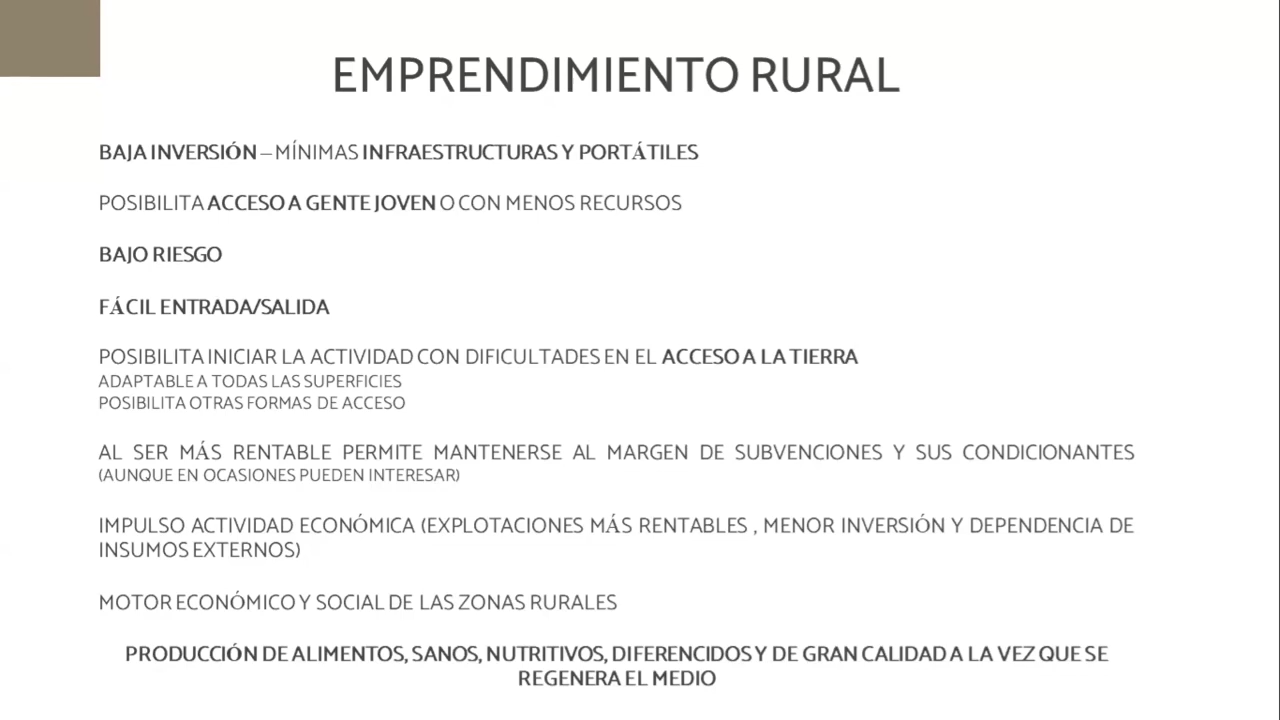 EMPRENDIMIENTO RURAL
BAJA INVERSIÓN – MÍNIMAS INFRAESTRUCTURAS Y PORTÁTILES
POSIBILITA ACCESO A GENTE JOVEN O CON MENOS RECURSOS
BAJO RIESGO
FÁCIL ENTRADA/SALIDA
POSIBILITA INICIAR LA ACTIVIDAD CON DIFICULTADES EN EL ACCESO A LA TIERRA
ADAPTABLE A TODAS LAS SUPERFICIES
POSIBILITA OTRAS FORMAS DE ACCESO
AL SER MÁS RENTABLE PERMITE MANTENERSE AL MARGEN DE SUBVENCIONES Y SUS CONDICIONANTES
(AUNQUE EN OCASIONES PUEDEN INTERESAR)
IMPULSO ACTIVIDAD ECONÓMICA (EXPLOTACIONES MÁS RENTABLES , MENOR INVERSIÓN Y DEPENDENCIA DE
INSUMOS EXTERNOS)
MOTOR ECONÓMICO Y SOCIAL DE LAS ZONAS RURALES
PRODUCCIÓN DE ALIMENTOS, SANOS, NUTRITIVOS, DIFERENCIDOS Y DE GRAN CALIDAD A LA VEZ QUE SE
REGENERA EL MEDIO